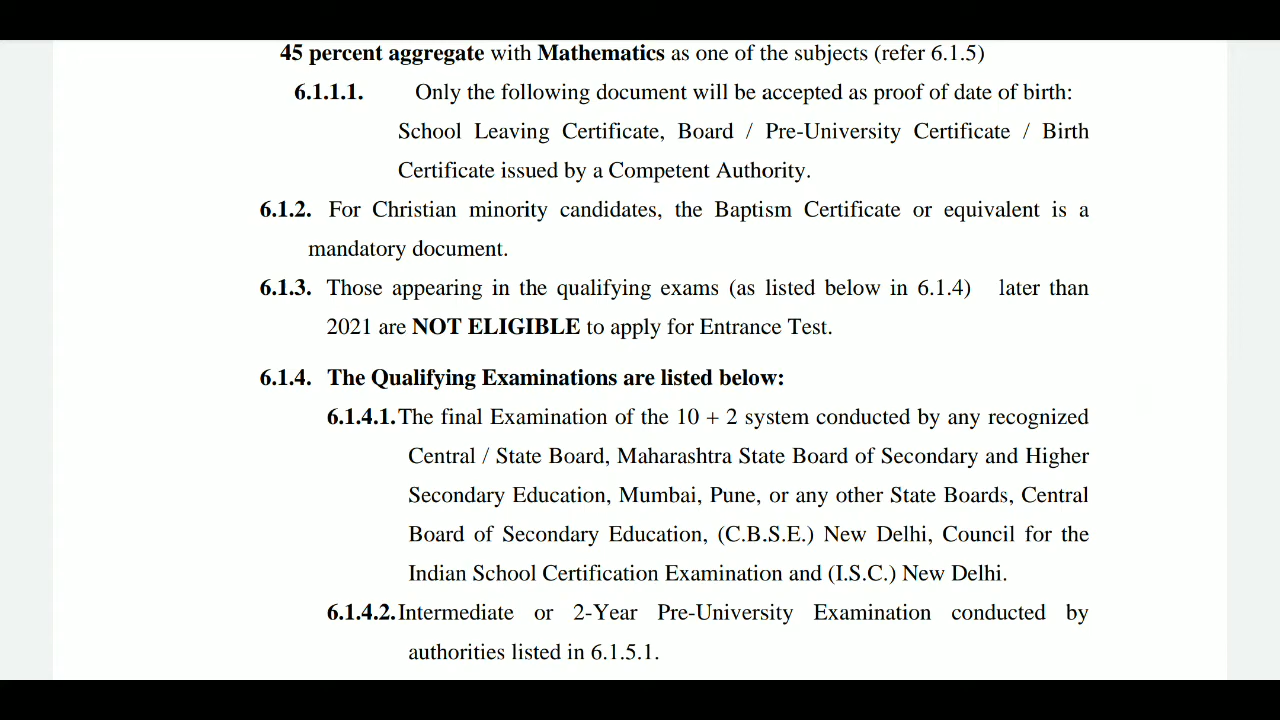 45 percent aggregate with Mathematics as one of the subjects (refer 6.1.5)
6.1.1.1. Only the following document will be accepted as proof of date of birth:
School Leaving Certificate, Board / Pre-University Certificate / Birth
Certificate issued by a Competent Authority.
6.1.2. For Christian minority candidates, the Baptism Certificate or equivalent is a
mandatory document.
6.1.3. Those appearing in the qualifying exams (as listed below in 6.1.4) later than
2021 are NOT ELIGIBLE to apply for Entrance Test.
6.1.4. The Qualifying Examinations are listed below:
6.1.4.1. The final Examination of the 10 + 2 system conducted by any recognized
Central / State Board, Maharashtra State Board of Secondary and Higher
Secondary Education, Mumbai, Pune, or any other State Boards, Central
Board of Secondary Education, (C.B.S.E.) New Delhi, Council for the
Indian School Certification Examination and (I.S.C.) New Delhi.
6.1.4.2. Intermediate or 2-Year Pre-University Examination conducted by
authorities listed in 6.1.5.1.